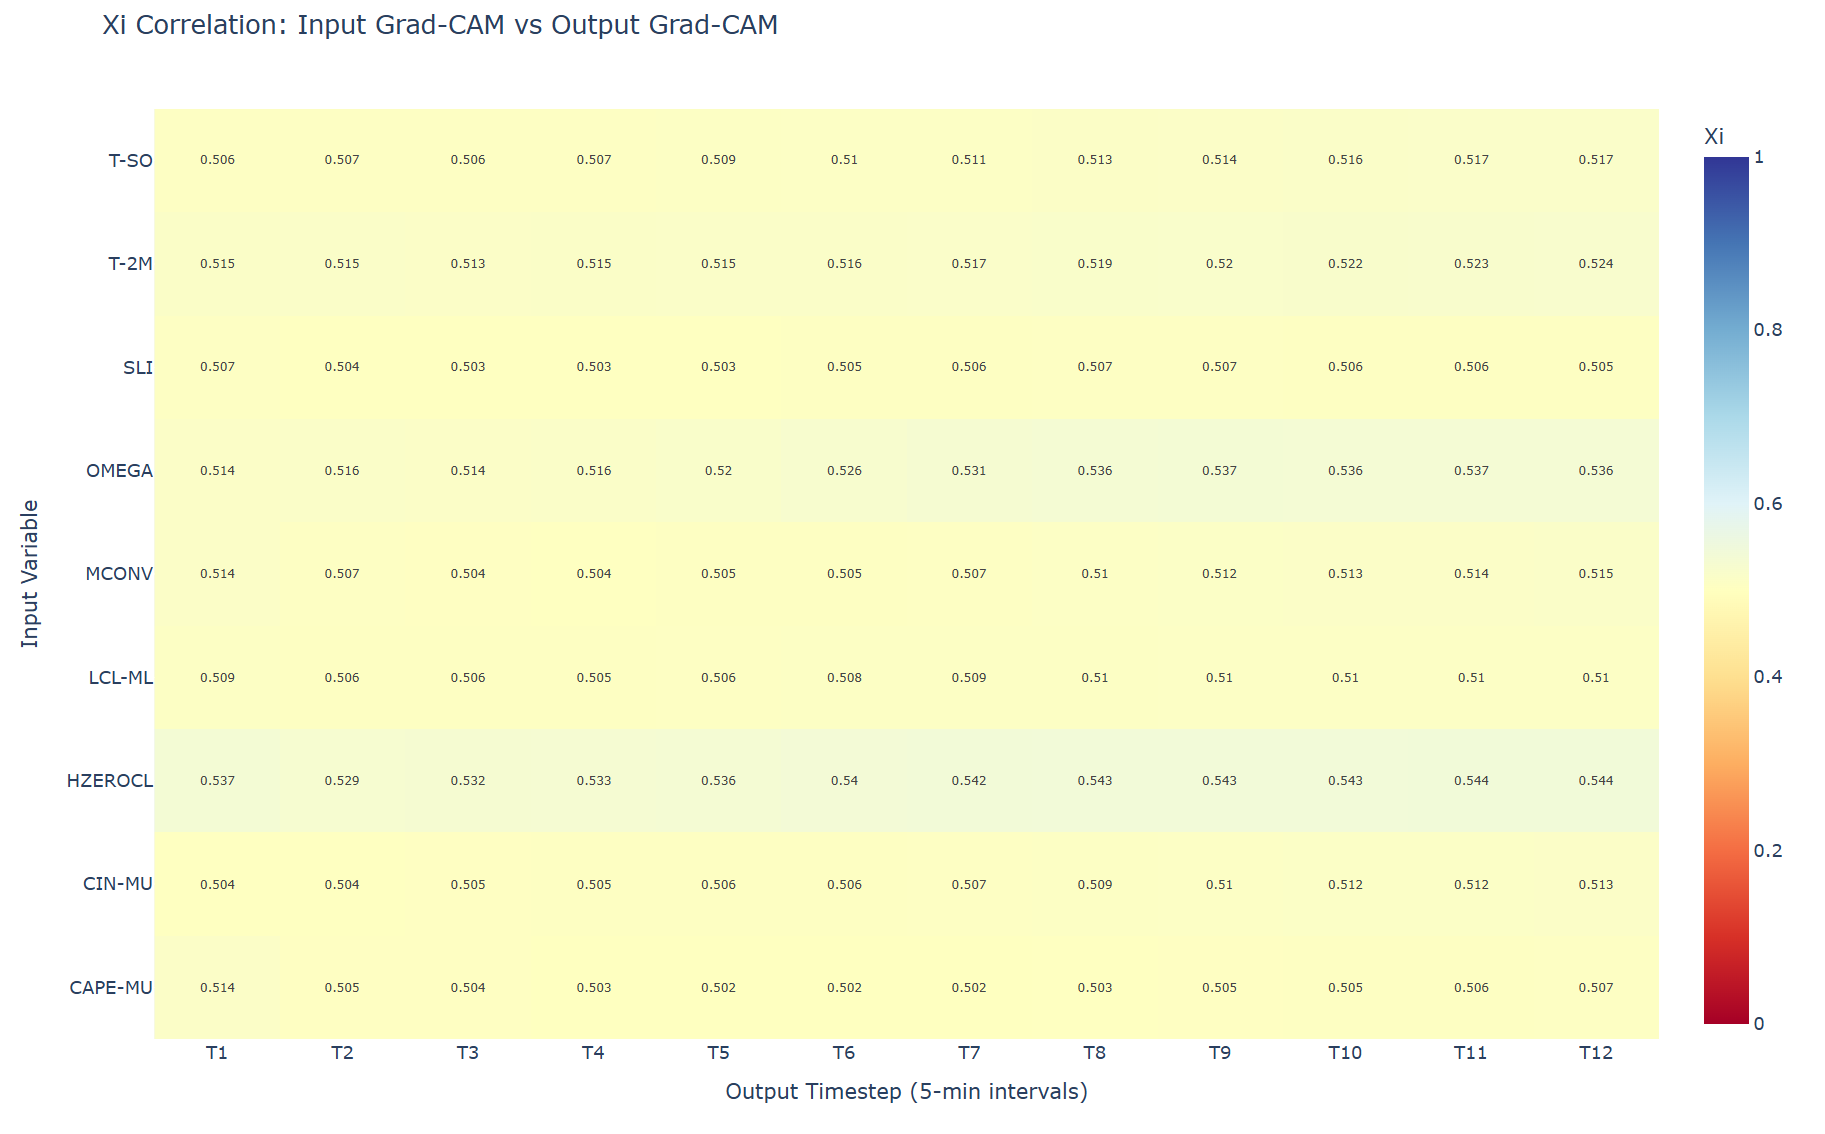 Xi Correlation: Input Grad-CAM vs Output Grad-CAM
Xi
T-SO 0.506 0.507 0.506 0.507 0.509 0.51 0.511 0.513 0.514 0.516 0.517 0.517
T-2M 0.515 0.515 0.513 0.515 0.515 0.516 0.517 0.519 0.52 0.522 0.523 0.524
SLI 0.507 0.504 0.503 0.503 0.503 0.505 0.506 0.507 0.507 0.506 0.506 0.505
OMEGA 0.514 0.516 0.514 0.516 0.52 0.526 0.531 0.536 0.537 0.536 0.537 0.536
MCONV 0.514 0.507 0.504 0.504 0.505 0.505 0.507 0.51 0.512 0.513 0.514 0.515
LCL-ML 0.509 0.506 0.506 0.505 0.506 0.508 0.509 0.51 0.51 0.51 0.51 0.51
HZEROCL 0.537 0.529 0.532 0.533 0.536 0.54 0.542 0.543 0.543 0.543 0.544 0.544
CIN-MU 0.504 0.504 0.505 0.505 0.506 0.506 0.507 0.509 0.51 0.512 0.512 0.513
CAPE-MU 0.514 0.505 0.504 0.503 0.502 0.502 0.502 0.503 0.505 0.505 0.506 0.507
T1 T2 T3 T4 T5 T6 T7 T8 T9 T10 T11 T12
Output Timestep (5-min intervals)
Input Variable
1
0.8
0.6
0.4
0.2
0